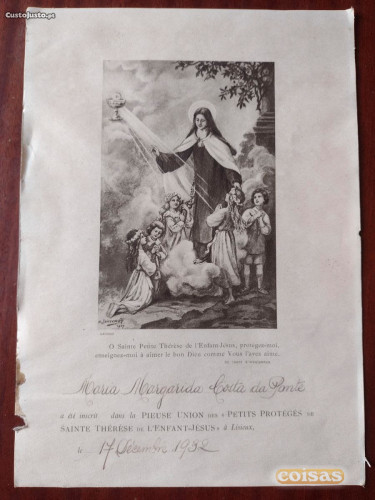 CustoJusto.pt
O Sainte Petite Thérèse de l'Enfant-Jésus, protégez-moi,
enseignez-moi à aimer le bon Dieu comme Vous l'avez aimé.
Maria Margarida Costa da Ponte
a été inscrit dans la PIEUSE UNION des « PETITS PROTÉGÉS DE
SAINTE THÉRÈSE DE L'ENFANT-JÉSUS » à Lisieux,
le 17 Décembre 1932
coisas